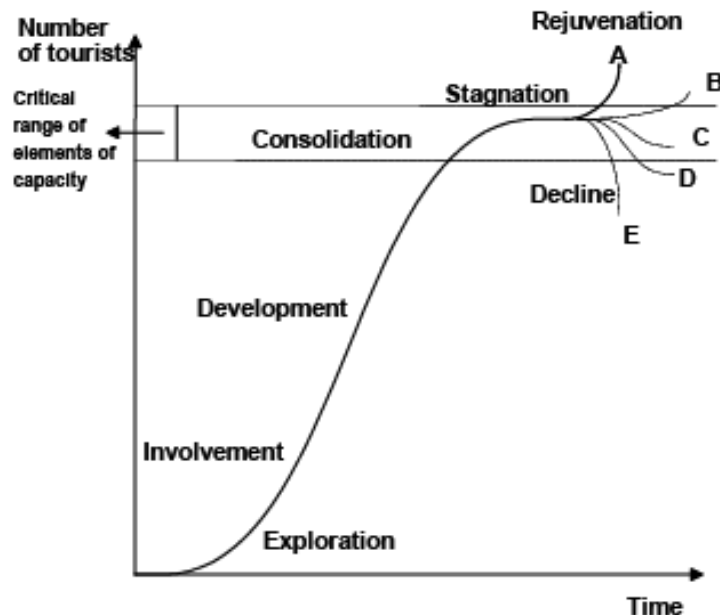 Number
of tourists
Rejuvenation
A
B
Critical
range of
elements of
capacity
Stagnation
Consolidation
C
D
Decline
E
Development
Involvement
Exploration
Time